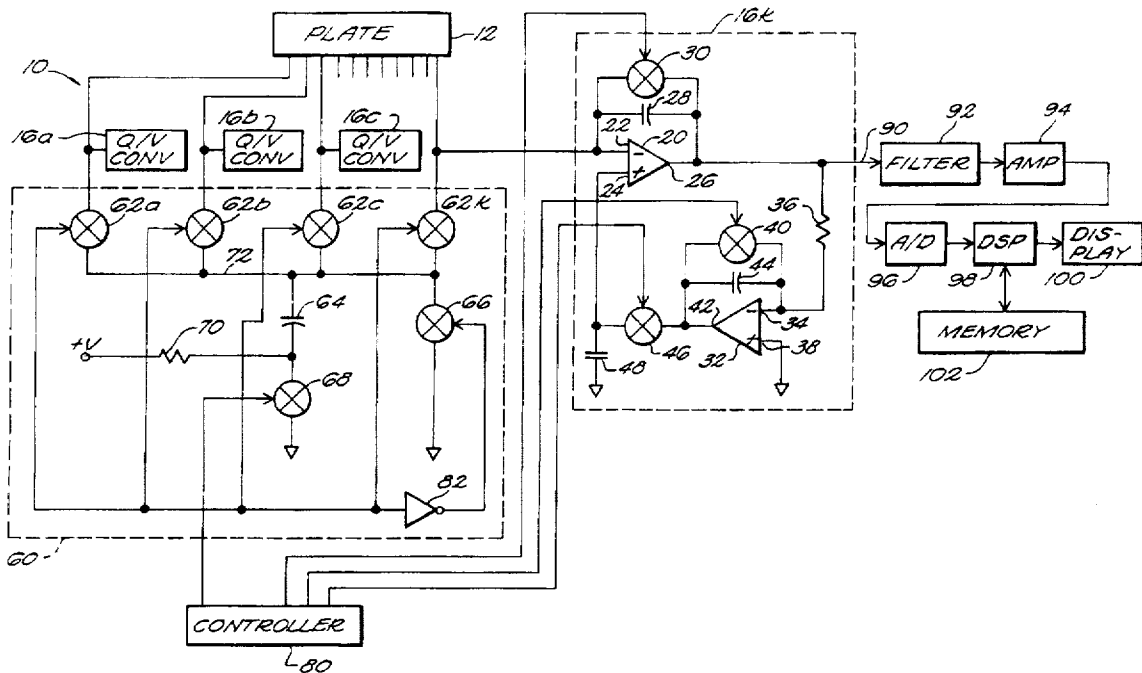 PLATE
12
10
16a
Q/V CONV
16b
Q/V CONV
16c
Q/V CONV
62a
62b
62c
62k
72
64
66
70
+V
68
82
60
CONTROLLER
80
16k
30
28
22
20
24
26
36
40
44
42
34
46
32
38
48
90
92
FILTER
94
AMP
A/D
96
DSP
98
DIS-
PLAY
100
MEMORY
102